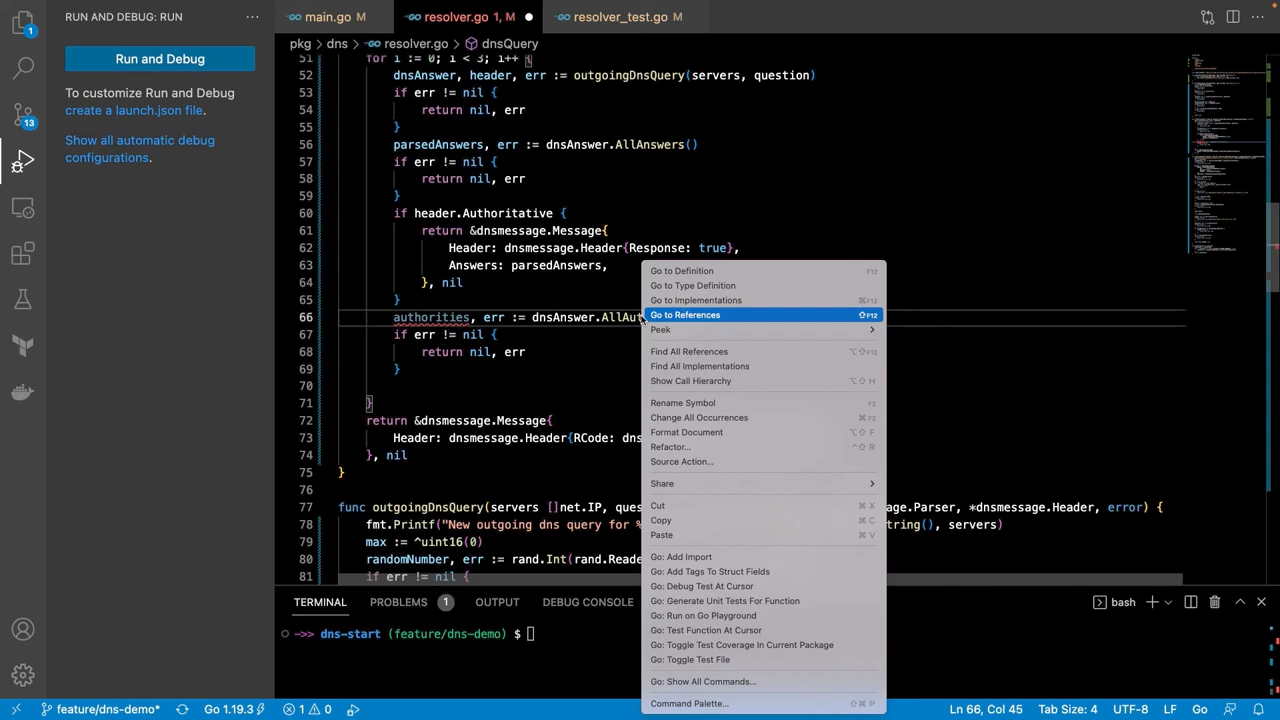 RUN AND DEBUG: RUN ···
main.go M
resolver.go 1, M
resolver_test.go M
Run and Debug
To customize Run and Debug
create a launch.json file.
Show all automatic debug
configurations.
1
13
pkg > dns > resolver.go > dnsQuery
51 for i := 0; i < 3; i++ {
52 dnsAnswer, header, err := outgoingDnsQuery(servers, question)
53 if err != nil {
54 return nil, err
55 }
56 parsedAnswers, err := dnsAnswer.AllAnswers()
57 if err != nil {
58 return nil, err
59 }
60 if header.Authoritative {
61 return &dnsmessage.Message{
62 Header: dnsmessage.Header{Response: true},
63 Answers: parsedAnswers,
64 }, nil
65 }
66 authorities, err := dnsAnswer.AllAut
67 if err != nil {
68 return nil, err
69 }
70
71 }
72 return &dnsmessage.Message{
73 Header: dnsmessage.Header{RCode: dns
74 }, nil
75 }
76
77 func outgoingDnsQuery(servers []net.IP, ques age.Parser, *dnsmessage.Header, error) {
78 fmt.Printf("New outgoing dns query for % tring(), servers)
79 max := ^uint16(0)
80 randomNumber, err := rand.Int(rand.Reade
81 if err != nil {
Go to Definition F12
Go to Type Definition
Go to Implementations ⌘F12
Go to References ⇧F12
Peek >
Find All References ⌥⇧F12
Find All Implementations
Show Call Hierarchy ⌥⇧ H
Rename Symbol F2
Change All Occurrences ⌘F2
Format Document ⌥⇧ F
Refactor... ⌃⇧ R
Source Action...
Share >
Cut ⌘ X
Copy ⌘ C
Paste ⌘ V
Go: Add Import
Go: Add Tags To Struct Fields
Go: Debug Test At Cursor
Go: Generate Unit Tests For Function
Go: Run on Go Playground
Go: Test Function At Cursor
Go: Toggle Test Coverage In Current Package
Go: Toggle Test File
Go: Show All Commands...
Command Palette... ⇧⌘ P
TERMINAL PROBLEMS 1 OUTPUT DEBUG CONSOLE bash
->> dns-start (feature/dns-demo) $
feature/dns-demo* Go 1.19.3 1 0 Ln 66, Col 45 Tab Size: 4 UTF-8 LF Go